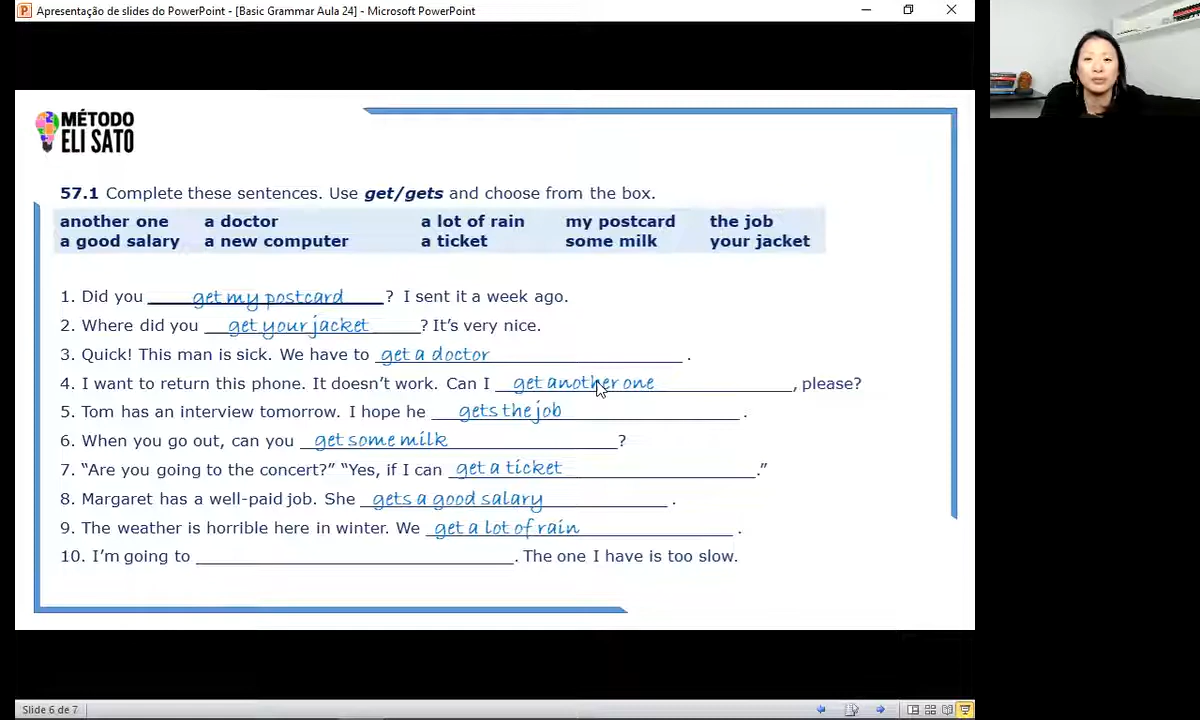 Apresentação de slides do PowerPoint - [Basic Grammar Aula 24] - Microsoft PowerPoint
MÉTODO
ELI SATO
57.1 Complete these sentences. Use get/gets and choose from the box.
another one a doctor a lot of rain my postcard the job
a good salary a new computer a ticket some milk your jacket
1. Did you get my postcard? I sent it a week ago.
2. Where did you get your jacket? It's very nice.
3. Quick! This man is sick. We have to get a doctor.
4. I want to return this phone. It doesn't work. Can I get another one, please?
5. Tom has an interview tomorrow. I hope he gets the job.
6. When you go out, can you get some milk?
7. "Are you going to the concert?" "Yes, if I can get a ticket."
8. Margaret has a well-paid job. She gets a good salary.
9. The weather is horrible here in winter. We get a lot of rain.
10. I'm going to ____________________. The one I have is too slow.
Slide 6 de 7